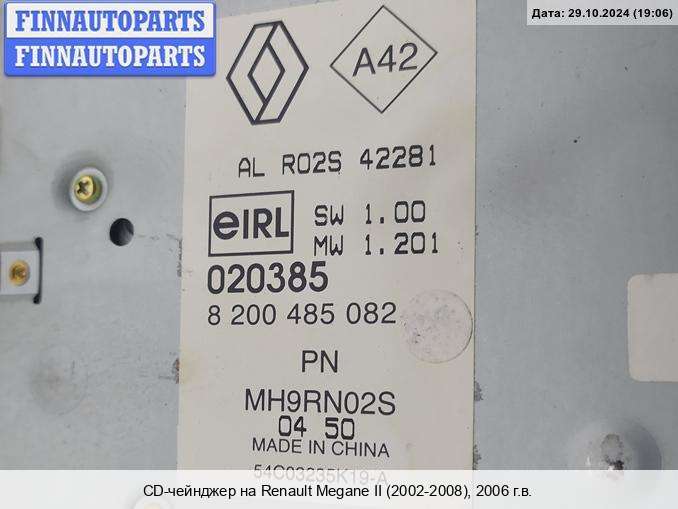 FINNAUTOPARTS
FINNAUTOPARTS
Дата: 29.10.2024 (19:06)
A42
AL R02S 42281
eIRL
SW 1.00
MW 1.201
020385
8 200 485 082
PN
MH9RN02S
04 50
MADE IN CHINA
54C03235K19-A
CD-чейнджер на Renault Megane II (2002-2008), 2006 г.в.